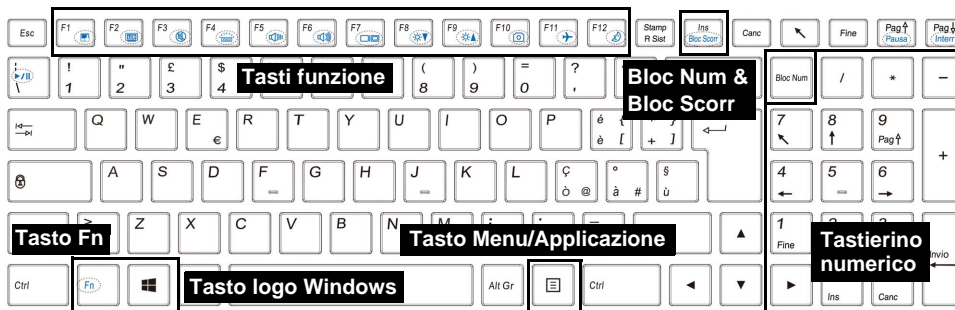 Esc F1 F2 F3 F4 F5 F6 F7 F8 F9 F10 F11 F12 Stamp R Sist Ins Bloc Scorr Canc Fine Pag Pausa Pag Interr
Tasti funzione
Bloc Num &
Bloc Scorr
\ ! 1 " 2 £ 3 $ 4 ( 8 ) 9 = 0 ? ' Bloc Num / * -
Q W E € R T Y U I O P é è [ + ] 7 8 9 Pag +
A S D F G H J K L ç ò @ ° à # § ù 4 5 6
Tasto Fn
> Z X C V B N M
Tasto Menu/Applicazione
1 Fine
Tastierino
numerico
Invio
Ctrl Fn
Tasto logo Windows
Alt Gr Ctrl Ins Canc